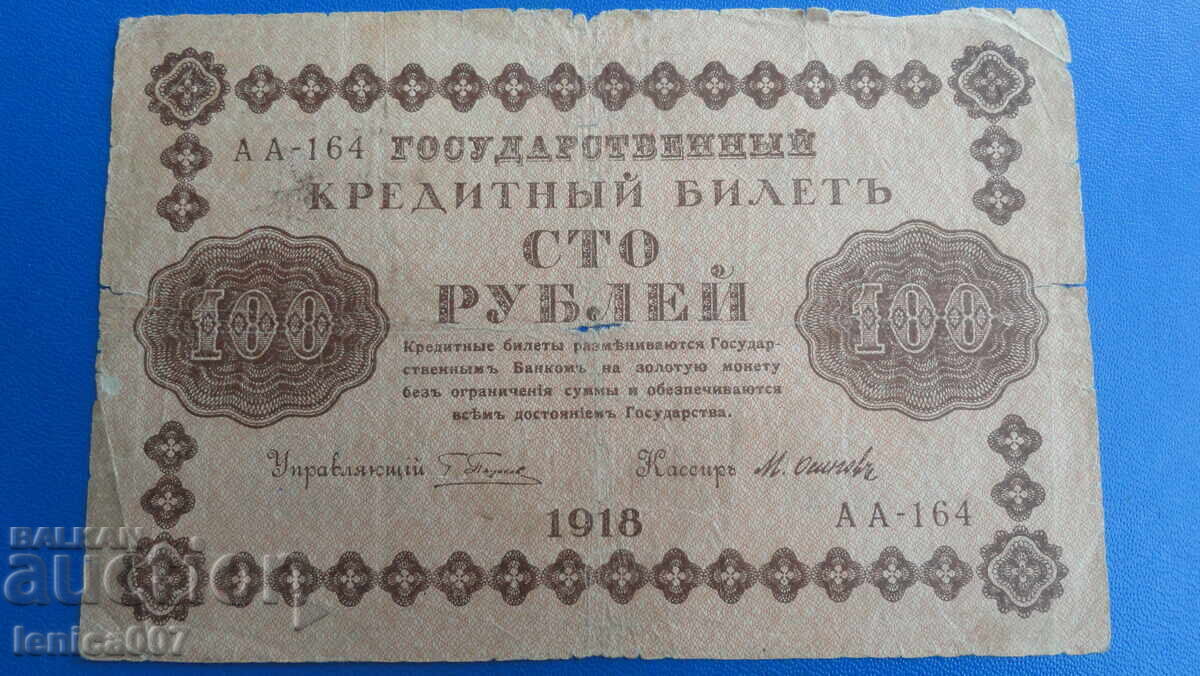 АА-164 ГОСУДАРСТВЕННЫЙ
КРЕДИТНЫЙ БИЛЕТЪ
СТО
РУБЛЕЙ
100
100
Кредитные билеты размѣниваются Государ-
ственнымъ Банкомъ на золотую монету
безъ ограниченія суммы и обезпечиваются
всѣмъ достояніемъ Государства.
Управляющій
Кассиръ М. Осиповъ
1918
АА-164
BALKAN
auction
lenica007